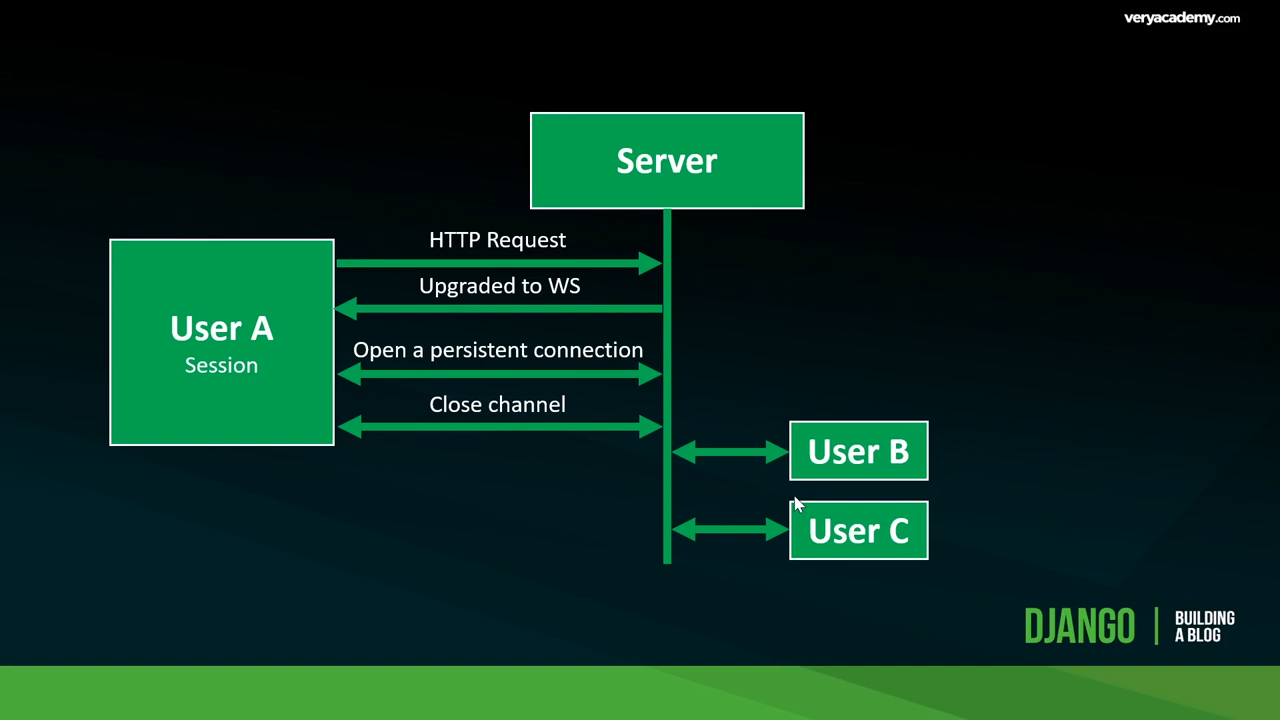 veryacademy.com
Server
HTTP Request
Upgraded to WS
User A
Session
Open a persistent connection
Close channel
User B
User C
DJANGO
BUILDING
A BLOG